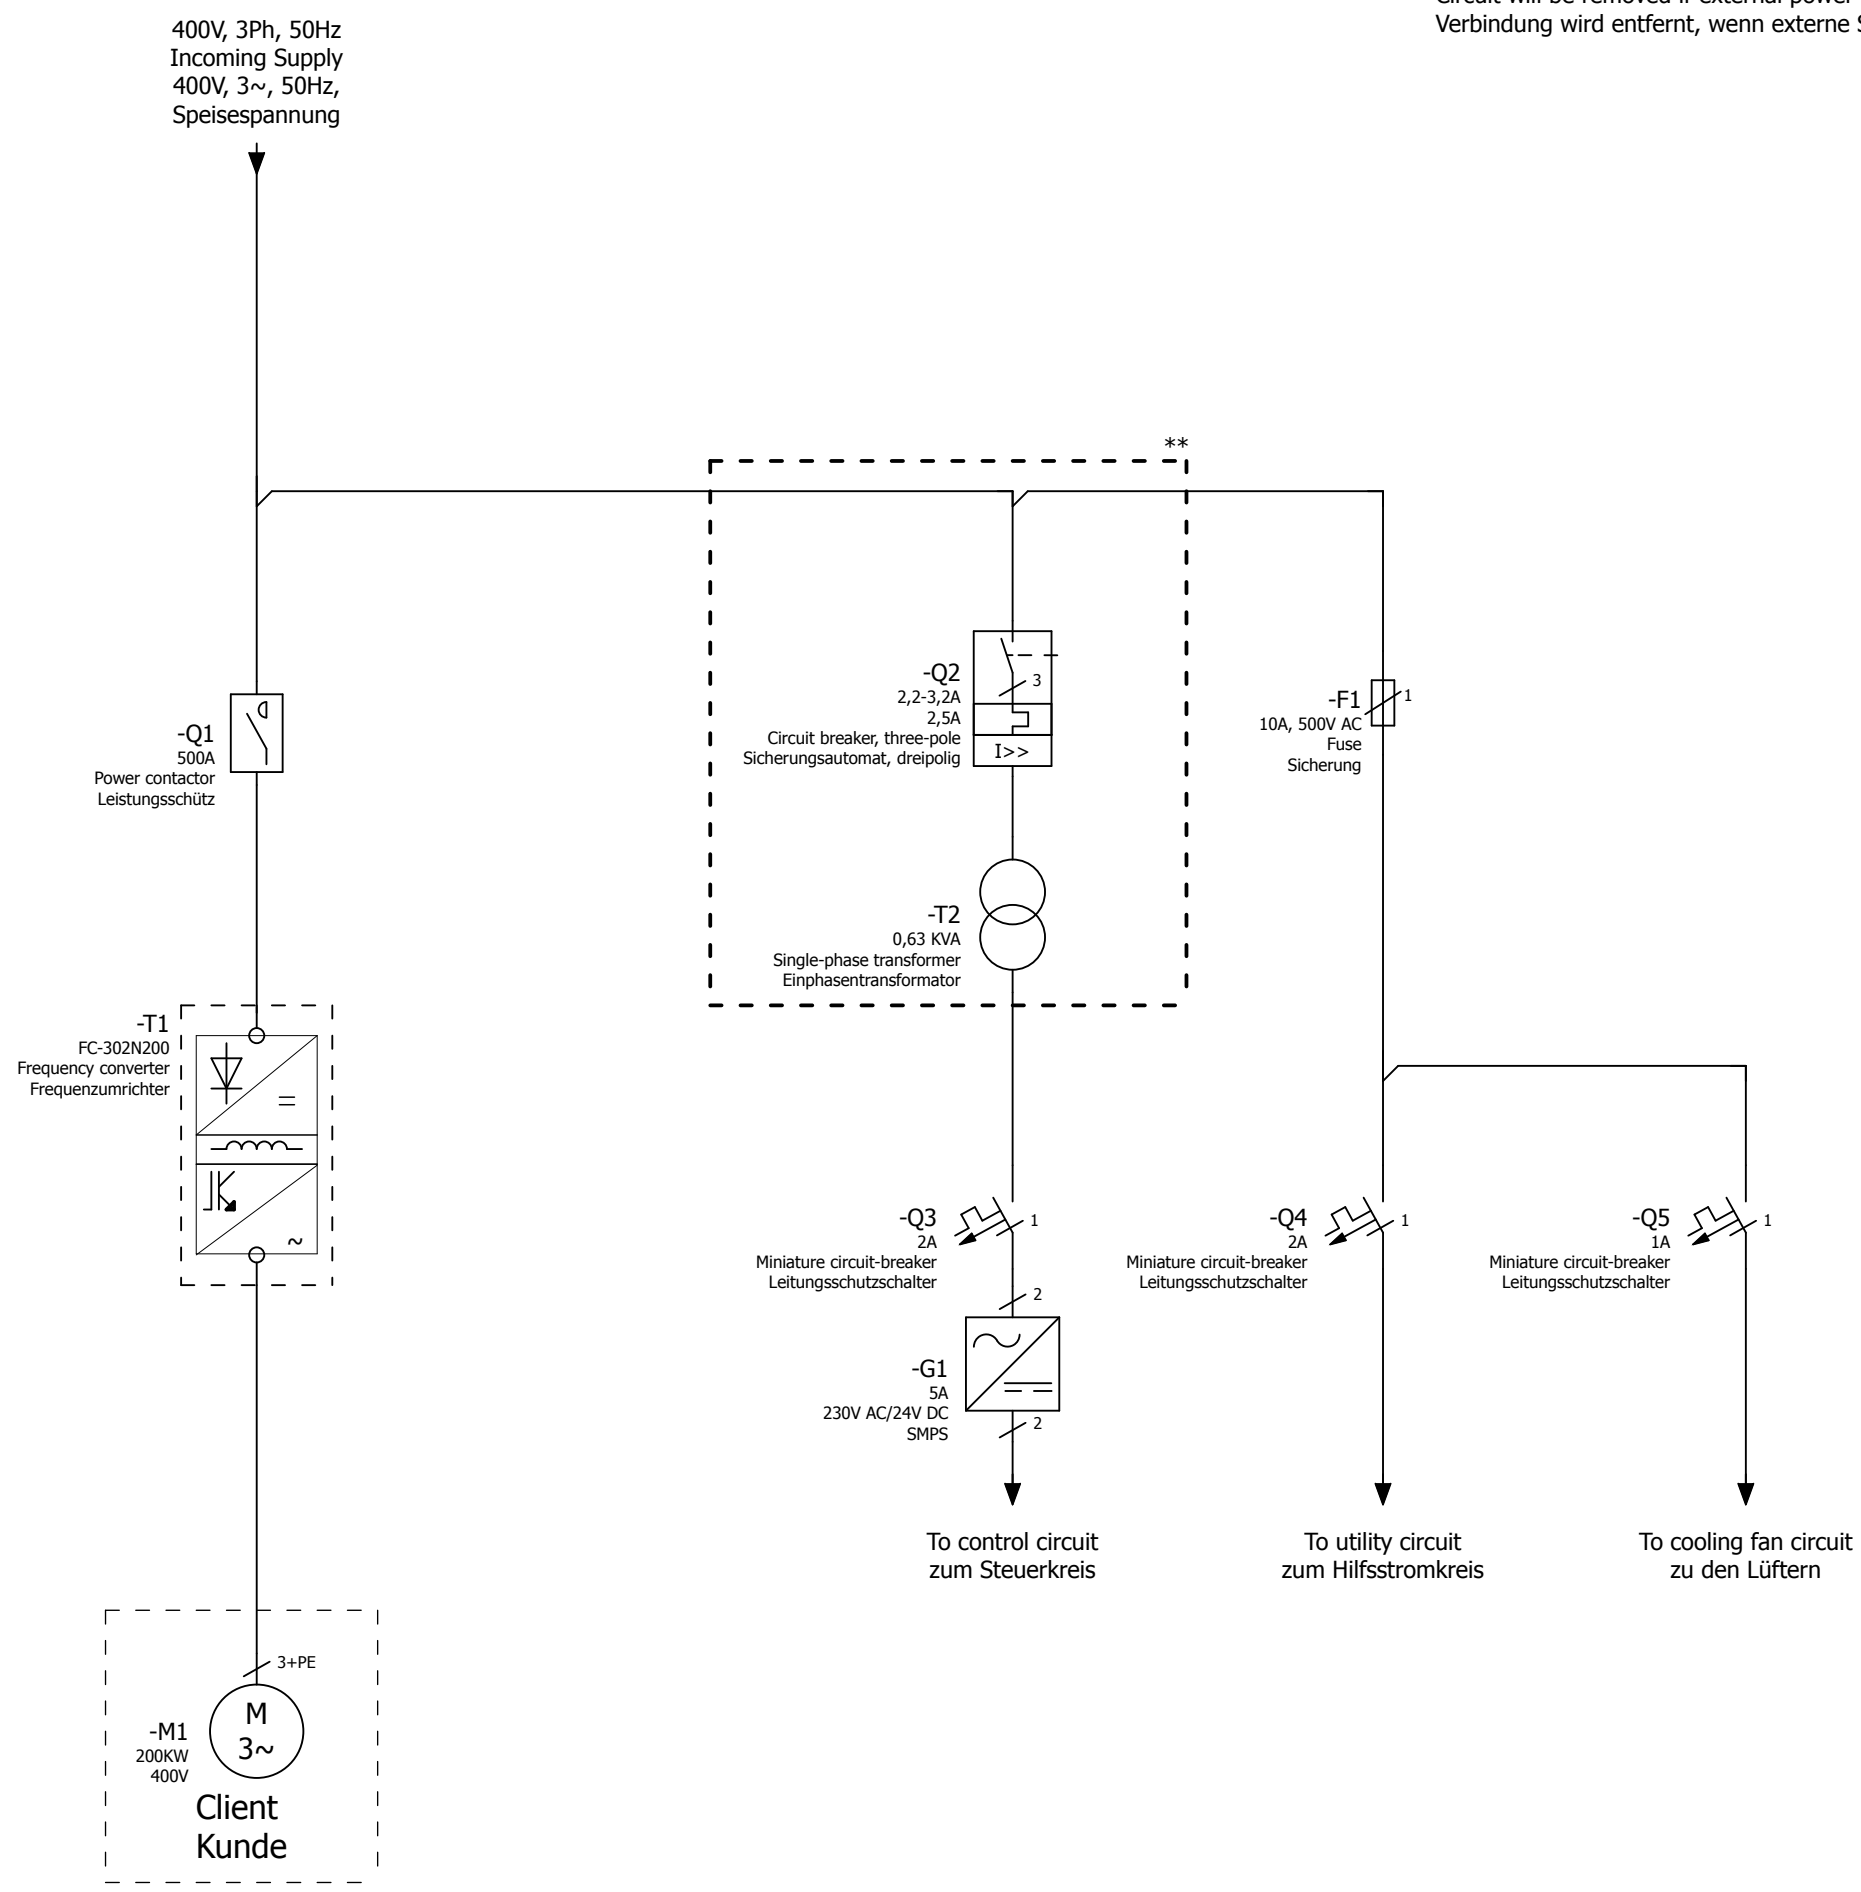 Circuit will be removed if external power
Verbindung wird entfernt, wenn externe
400V, 3Ph, 50Hz
Incoming Supply
400V, 3~, 50Hz,
Speisespannung
**
-Q1
500A
Power contactor
Leistungsschütz
-Q2
2,2-3,2A
2,5A
Circuit breaker, three-pole
Sicherungsautomat, dreipolig
3
I>>
-F1
10A, 500V AC
Fuse
Sicherung
1
-T2
0,63 KVA
Single-phase transformer
Einphasentransformator
-T1
FC-302N200
Frequency converter
Frequenzumrichter
=
~
-Q3
2A
Miniature circuit-breaker
Leitungsschutzschalter
1
-Q4
2A
Miniature circuit-breaker
Leitungsschutzschalter
1
-Q5
1A
Miniature circuit-breaker
Leitungsschutzschalter
1
2
-G1
5A
230V AC/24V DC
SMPS
2
To control circuit
zum Steuerkreis
To utility circuit
zum Hilfsstromkreis
To cooling fan circuit
zu den Lüftern
3+PE
-M1
200KW
400V
M
3~
Client
Kunde